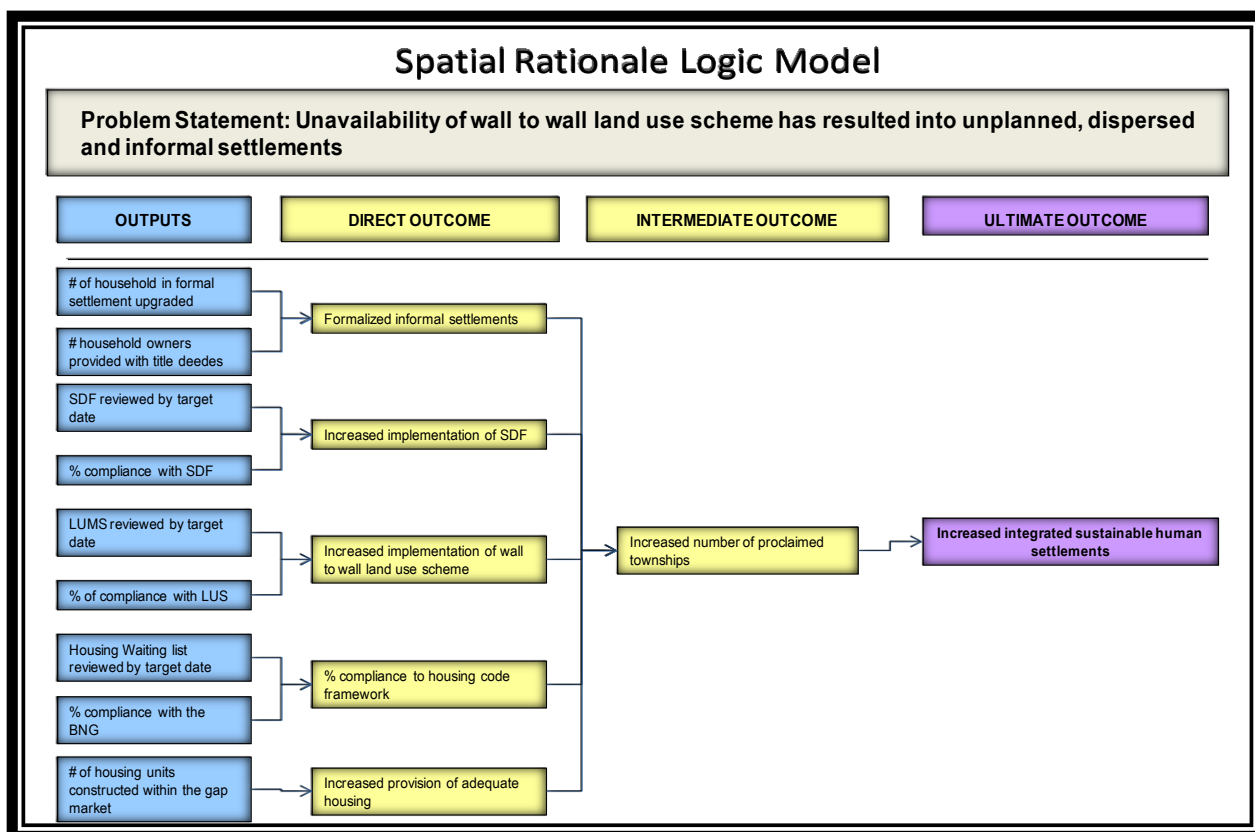 Spatial Rationale Logic Model
Problem Statement: Unavailability of wall to wall land use scheme has resulted into unplanned, dispersed
and informal settlements
OUTPUTS
DIRECT OUTCOME
INTERMEDIATE OUTCOME
ULTIMATE OUTCOME
# of household in formal
settlement upgraded
# household owners
provided with title deedes
Formalized informal settlements
SDF reviewed by target
date
% compliance with SDF
Increased implementation of SDF
LUMS reviewed by target
date
% of compliance with LUS
Increased implementation of wall
to wall land use scheme
Housing Waiting list
reviewed by target date
% compliance with the
BNG
% compliance to housing code
framework
# of housing units
constructed within the gap
market
Increased provision of adequate
housing
Increased number of proclaimed
townships
Increased integrated sustainable human
settlements